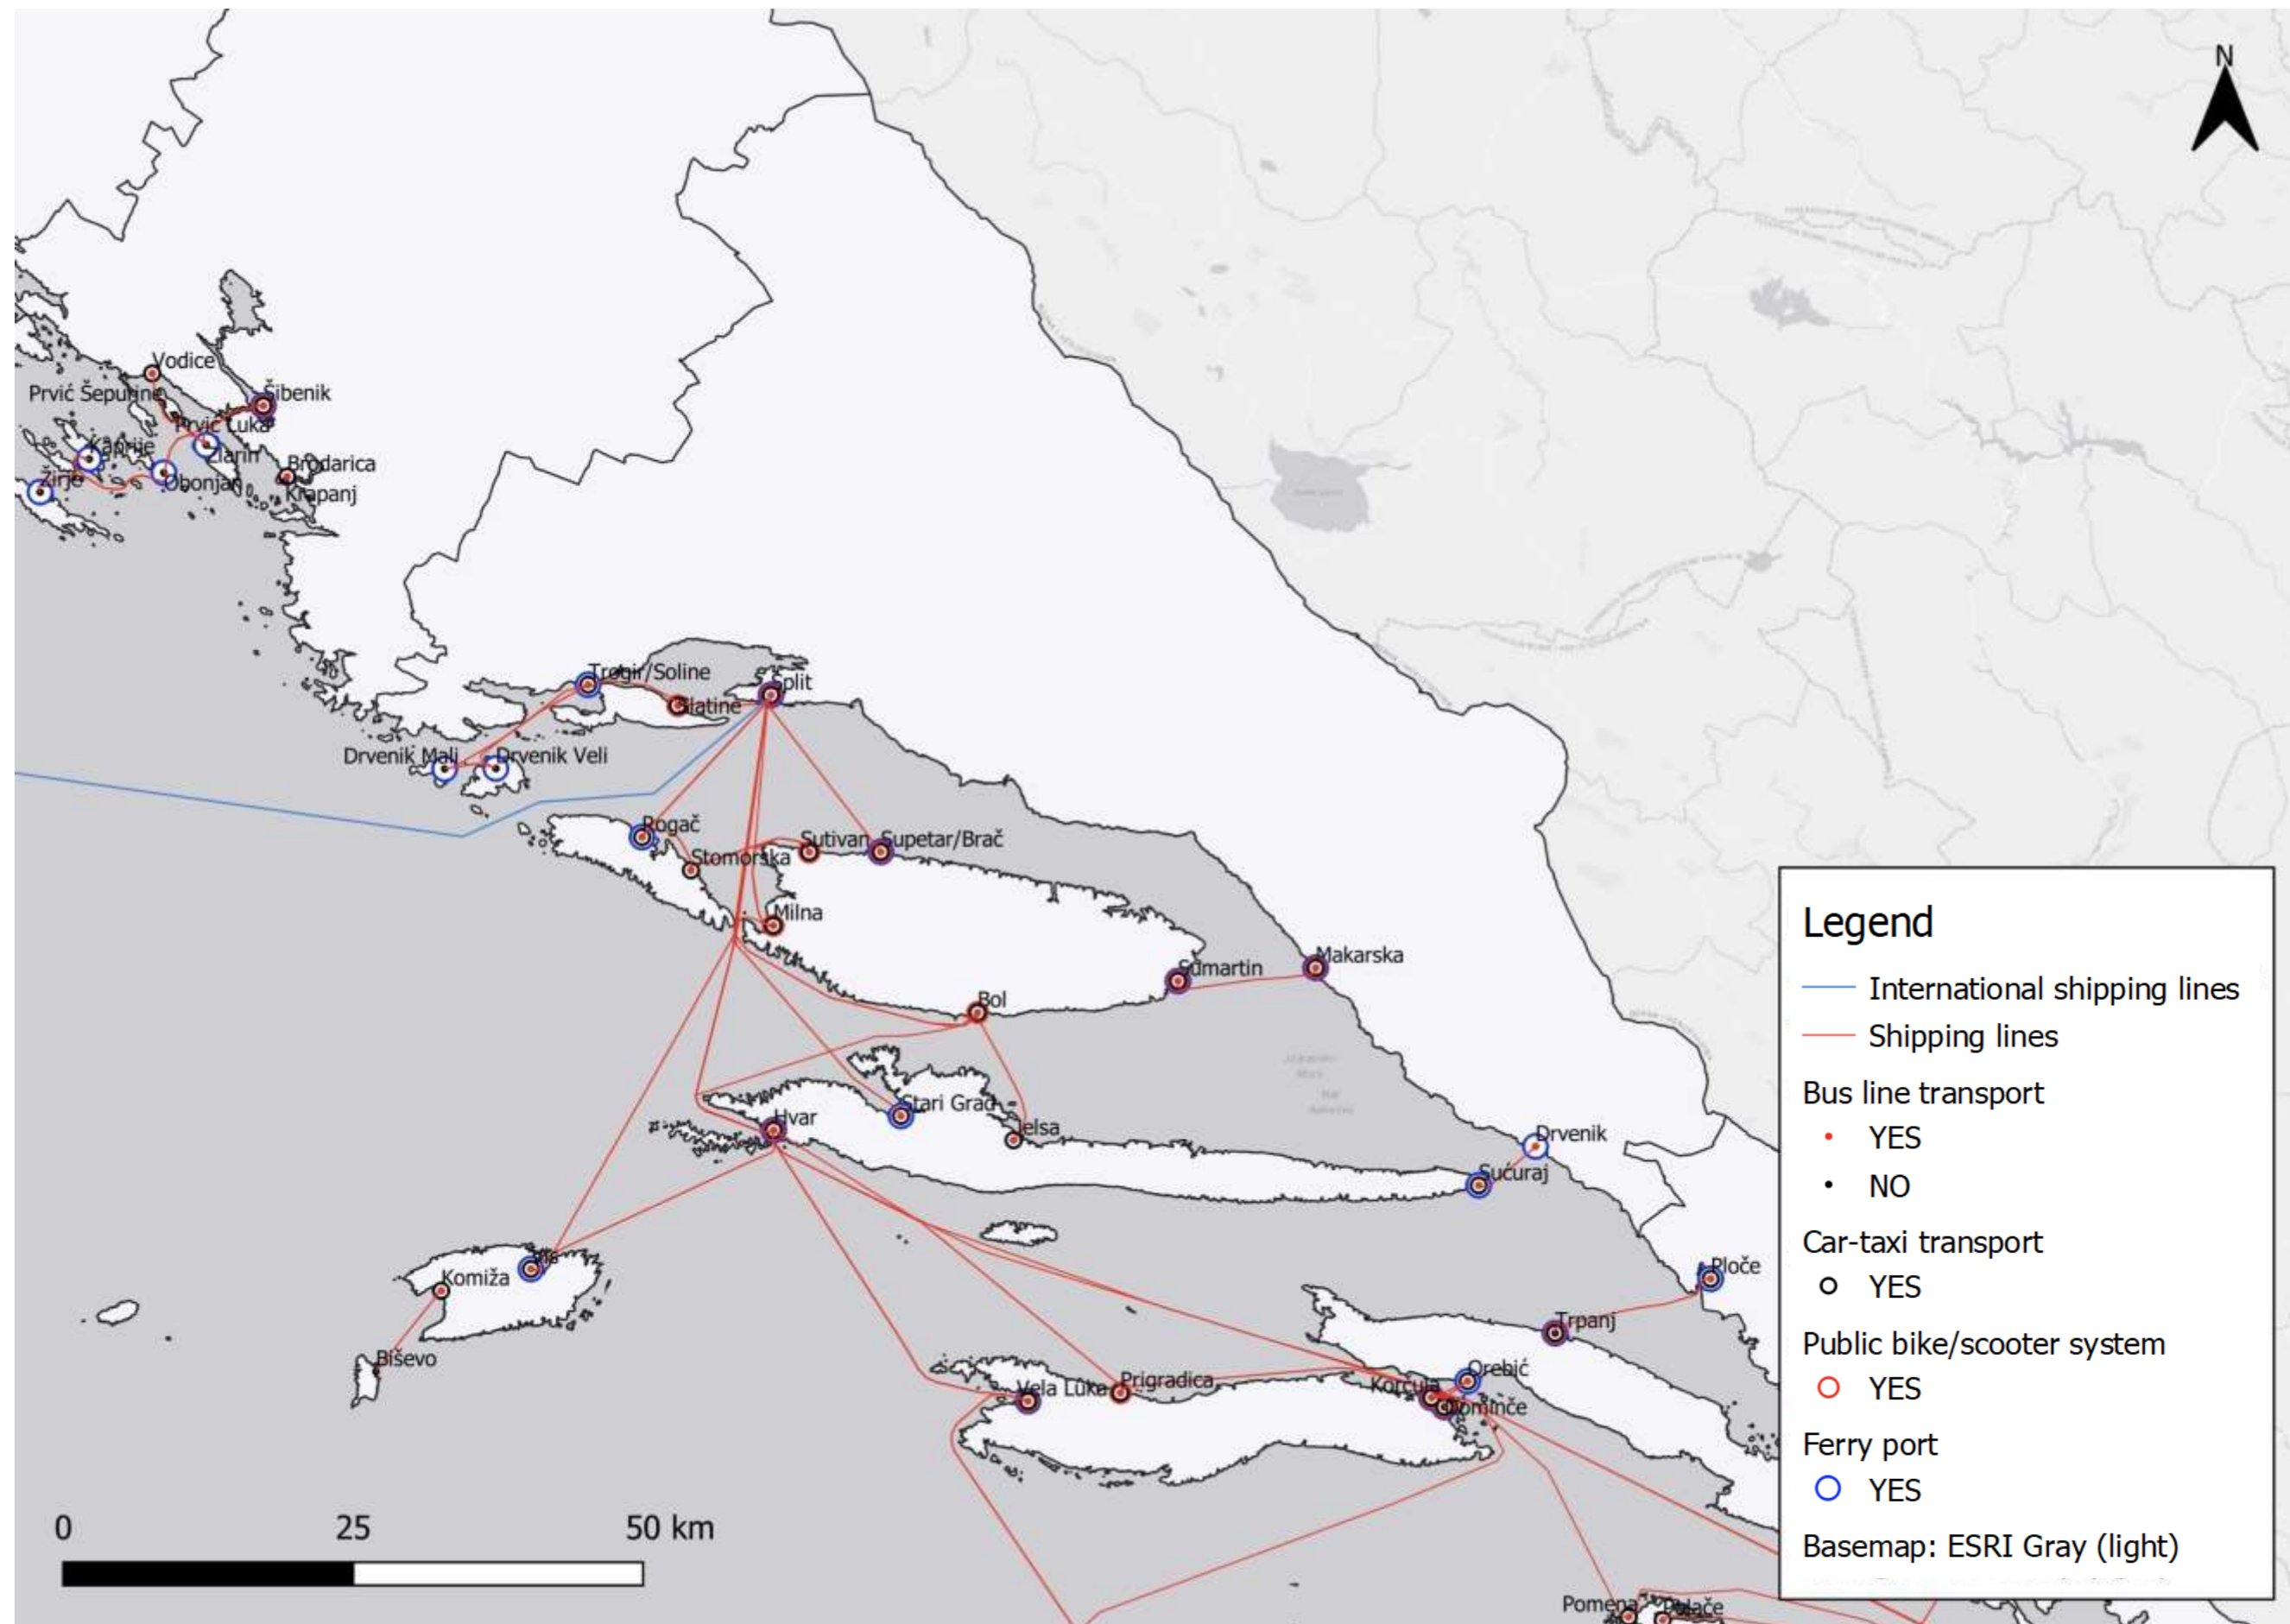 N
Vodice
Prvić Šepurine
Šibenik
Prvić Luka
Kaprije
Zlarin
Brodarica
Žirje
Obonjan
Krapanj
Trogir/Soline
Split
Slatine
Drvenik Mali
Drvenik Veli
Rogač
Sutivan
Supetar/Brač
Stomorska
Milna
Makarska
Sumartin
Bol
Stari Grad
Hvar
Jelsa
Drvenik
Sućuraj
Vis
Komiža
Ploče
Trpanj
Biševo
Orebić
Vela Luka
Prigradica
Korčula
Dominče
Pomena
Polače
0 25 50 km
Legend
International shipping lines
Shipping lines
Bus line transport
YES
NO
Car-taxi transport
YES
Public bike/scooter system
YES
Ferry port
YES
Basemap: ESRI Gray (light)